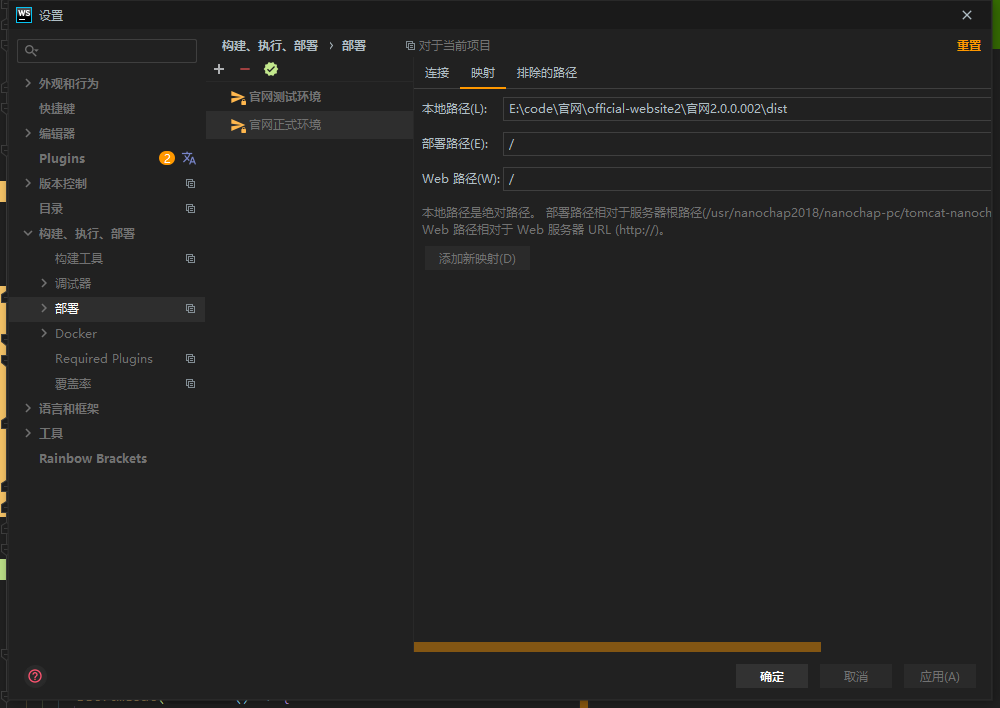 WS 设置
构建、执行、部署 › 部署
对于当前项目
重置
外观和行为
快捷键
编辑器
Plugins 2
版本控制
目录
构建、执行、部署
构建工具
调试器
部署
Docker
Required Plugins
覆盖率
语言和框架
工具
Rainbow Brackets
官网测试环境
官网正式环境
连接 映射 排除的路径
本地路径(L): E:\code\官网\official-website2\官网2.0.0.002\dist
部署路径(E): /
Web 路径(W): /
本地路径是绝对路径。 部署路径相对于服务器根路径(/usr/nanochap2018/nanochap-pc/tomcat-nanoch
Web 路径相对于 Web 服务器 URL (http://)。
添加新映射(D)
确定 取消 应用(A)